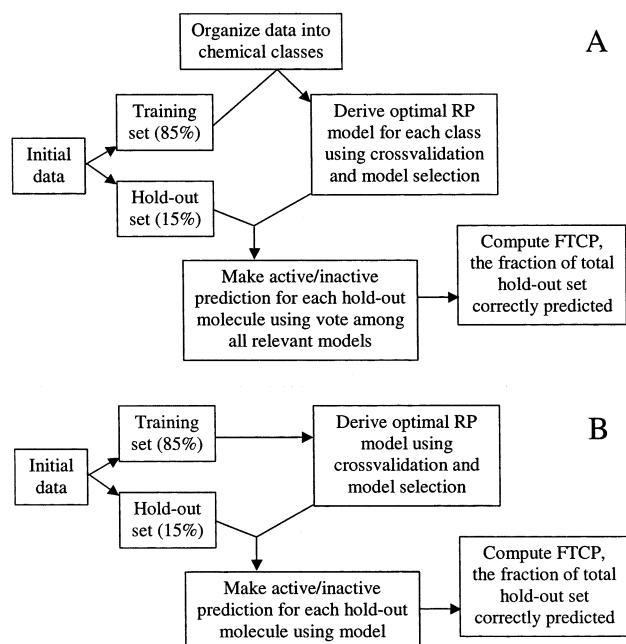 Organize data into
chemical classes
A
Training
set (85%)
Derive optimal RP
model for each class
using crossvalidation
and model selection
Initial
data
Hold-out
set (15%)
Compute FTCP,
the fraction of total
hold-out set
correctly predicted
Make active/inactive
prediction for each hold-out
molecule using vote among
all relevant models
B
Training
set (85%)
Derive optimal RP
model using
crossvalidation and
model selection
Initial
data
Hold-out
set (15%)
Compute FTCP,
the fraction of total
hold-out set
correctly predicted
Make active/inactive
prediction for each hold-out
molecule using model